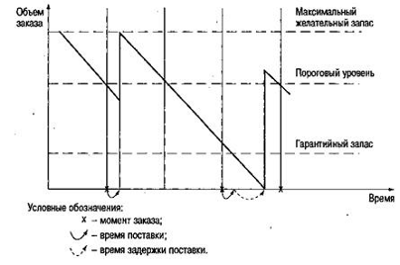 Объем
заказа
Максимальный
желательный запас
Пороговый уровень
Гарантийный запас
Время
Условные обозначения:
x – момент заказа;
– время поставки;
– время задержки поставки.